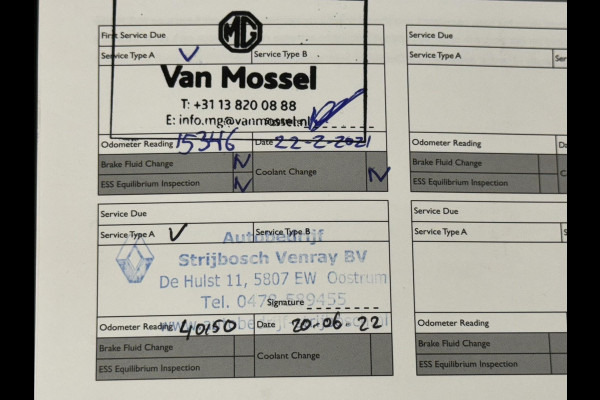 First Service Due
MG
Service Type A V Service Type B
Van Mossel
T: +31 13 820 08 88
E: info.mg@vanmossel.nl
Odometer Reading 15346 Date 22-2-2021
Brake Fluid Change N Coolant Change N
ESS Equilibrium Inspection N
Service Due
Service Type A V Service Type B
Autobedrijf
Strijbosch Venray BV
De Hulst 11, 5807 EW Oostrum
Tel. 0478-589455
Signature
Odometer Reading 40150 Date 20-06-22
Brake Fluid Change Coolant Change
ESS Equilibrium Inspection
Service Due
Service Type A
Odometer Reading
Brake Fluid Change
ESS Equilibrium Inspection
Service Due
Service Type A
Odometer Reading
Brake Fluid Change
ESS Equilibrium Inspection